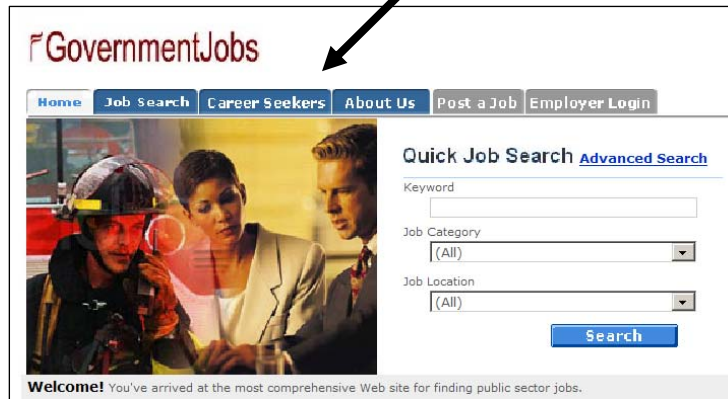 GovernmentJobs
Home Job Search Career Seekers About Us Post a Job Employer Login
Quick Job Search Advanced Search
Keyword
Job Category
(All)
Job Location
(All)
Search
Welcome! You've arrived at the most comprehensive Web site for finding public sector jobs.